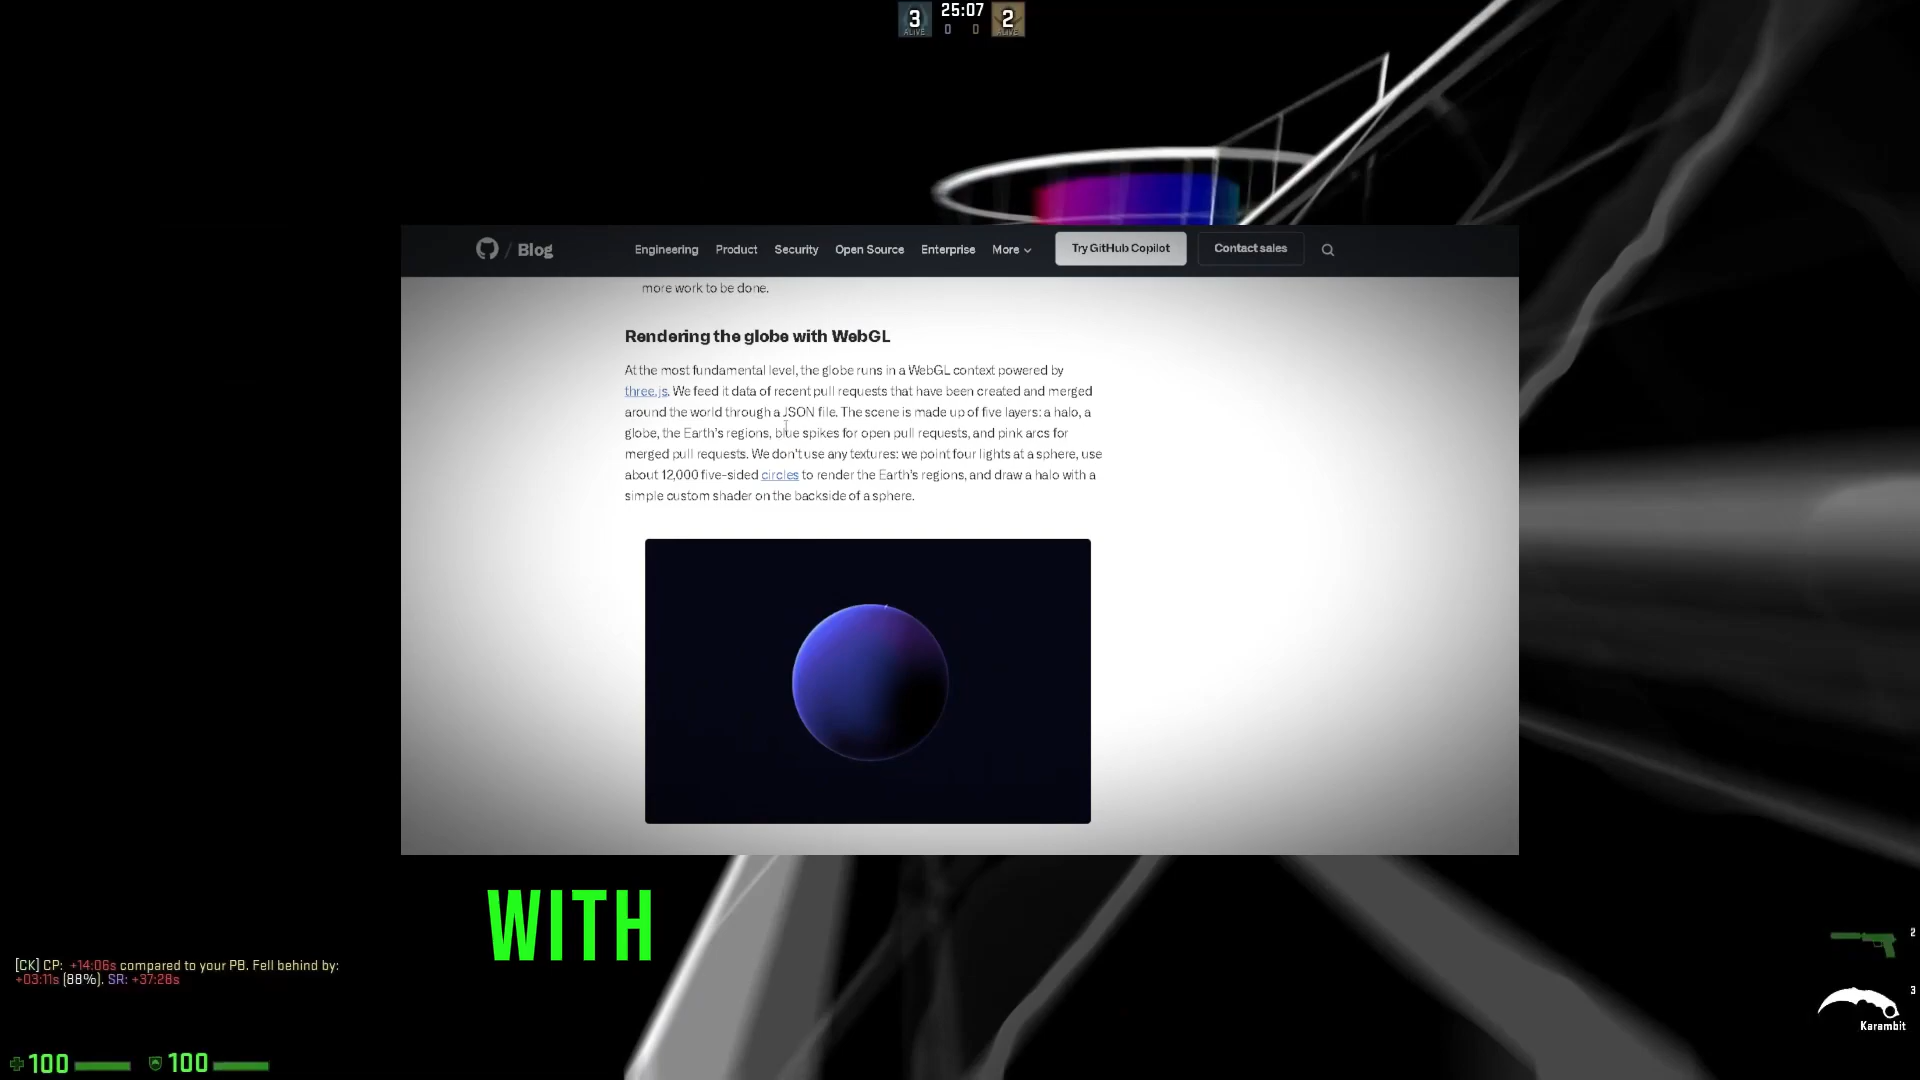 3 25:07 2
ALIVE 0 0 ALIVE
/ Blog Engineering Product Security Open Source Enterprise More Try GitHub Copilot Contact sales
more work to be done.
Rendering the globe with WebGL
At the most fundamental level, the globe runs in a WebGL context powered by
three.js. We feed it data of recent pull requests that have been created and merged
around the world through a JSON file. The scene is made up of five layers: a halo, a
globe, the Earth's regions, blue spikes for open pull requests, and pink arcs for
merged pull requests. We don't use any textures: we point four lights at a sphere, use
about 12,000 five-sided circles to render the Earth's regions, and draw a halo with a
simple custom shader on the backside of a sphere.
WITH
[CK] CP: +14:06s compared to your PB. Fell behind by:
+03:11s (88%). SR: +37:28s
2
3
Karambit
100 100